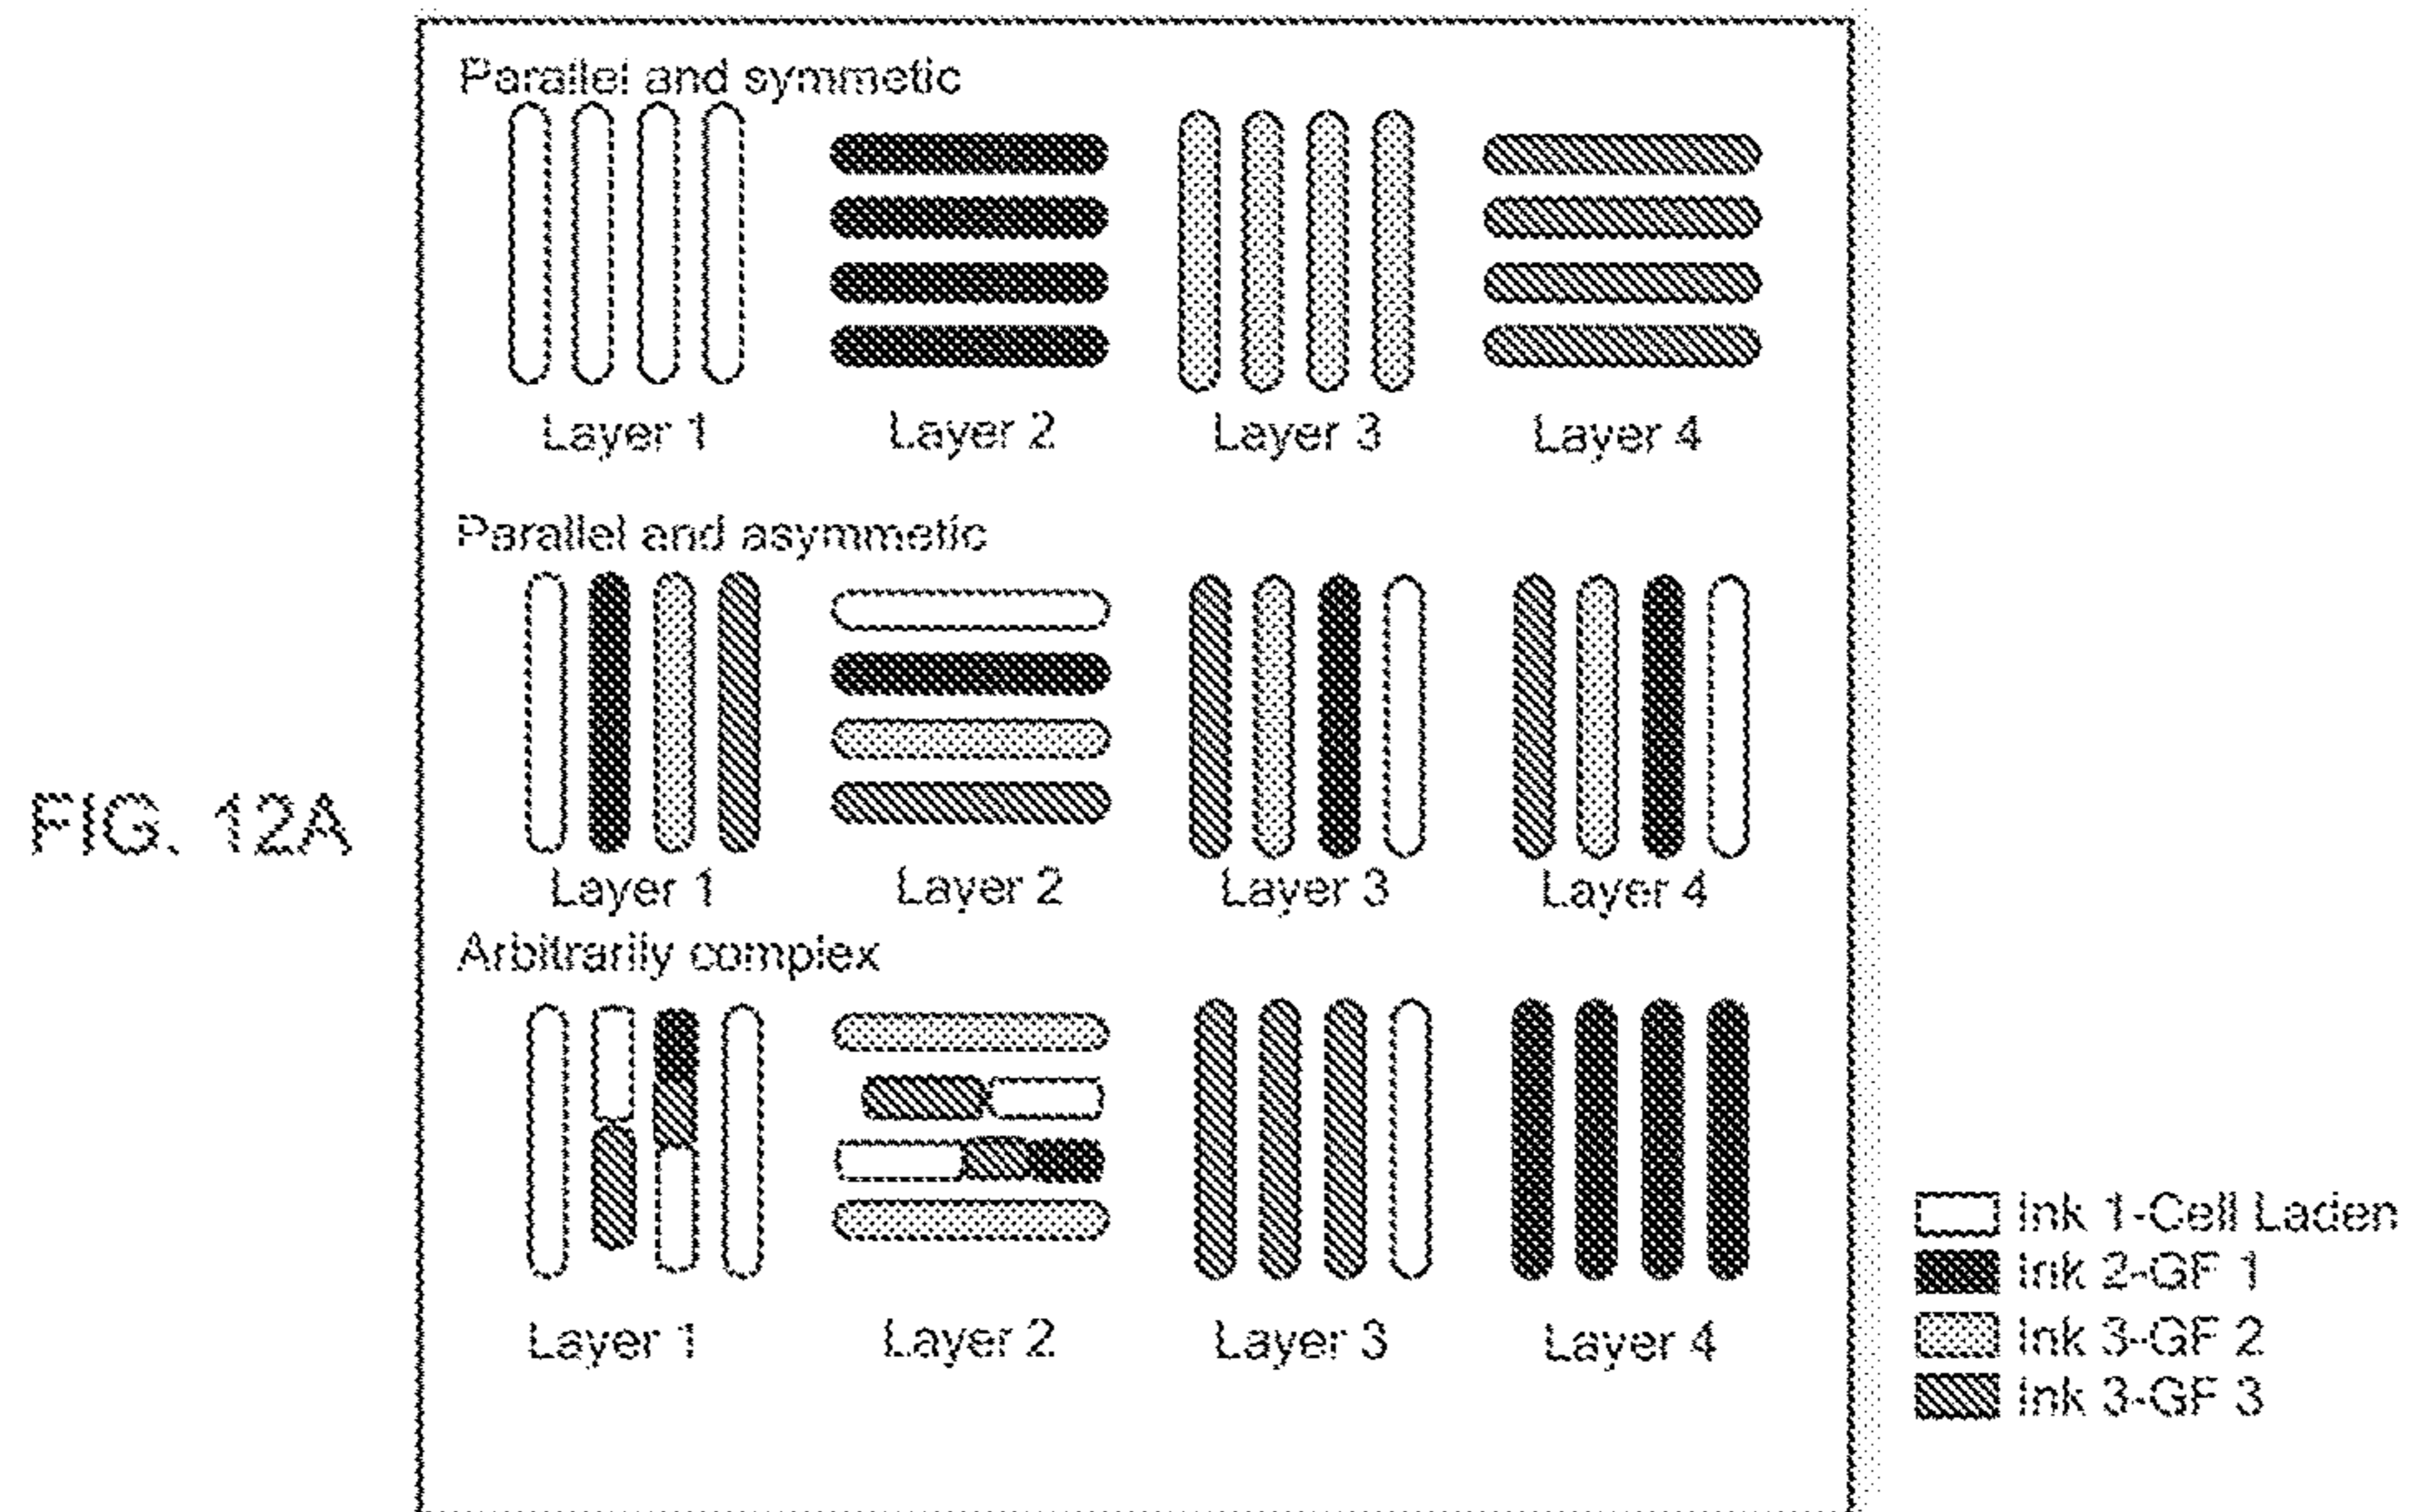 Parallel and symmetic
Layer 1 Layer 2 Layer 3 Layer 4
Parallel and asymmetic
FIG. 12A
Layer 1 Layer 2 Layer 3 Layer 4
Arbitrarily complex
Layer 1 Layer 2 Layer 3 Layer 4
Ink 1-Cell Laden
Ink 2-GF 1
Ink 3-GF 2
Ink 3-GF 3